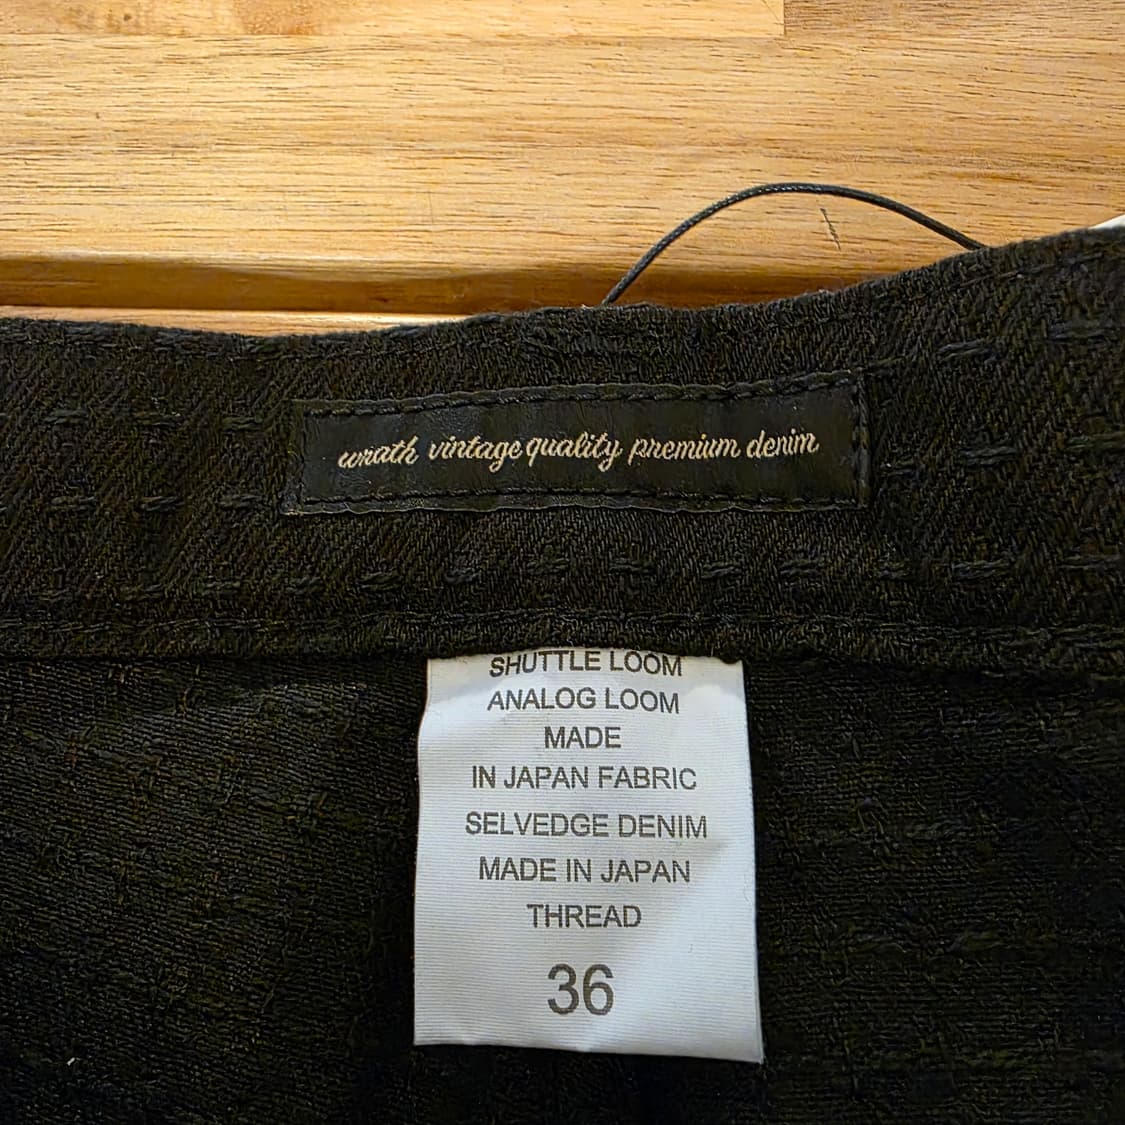 wrath vintage quality premium denim
SHUTTLE LOOM
ANALOG LOOM
MADE
IN JAPAN FABRIC
SELVEDGE DENIM
MADE IN JAPAN
THREAD
36